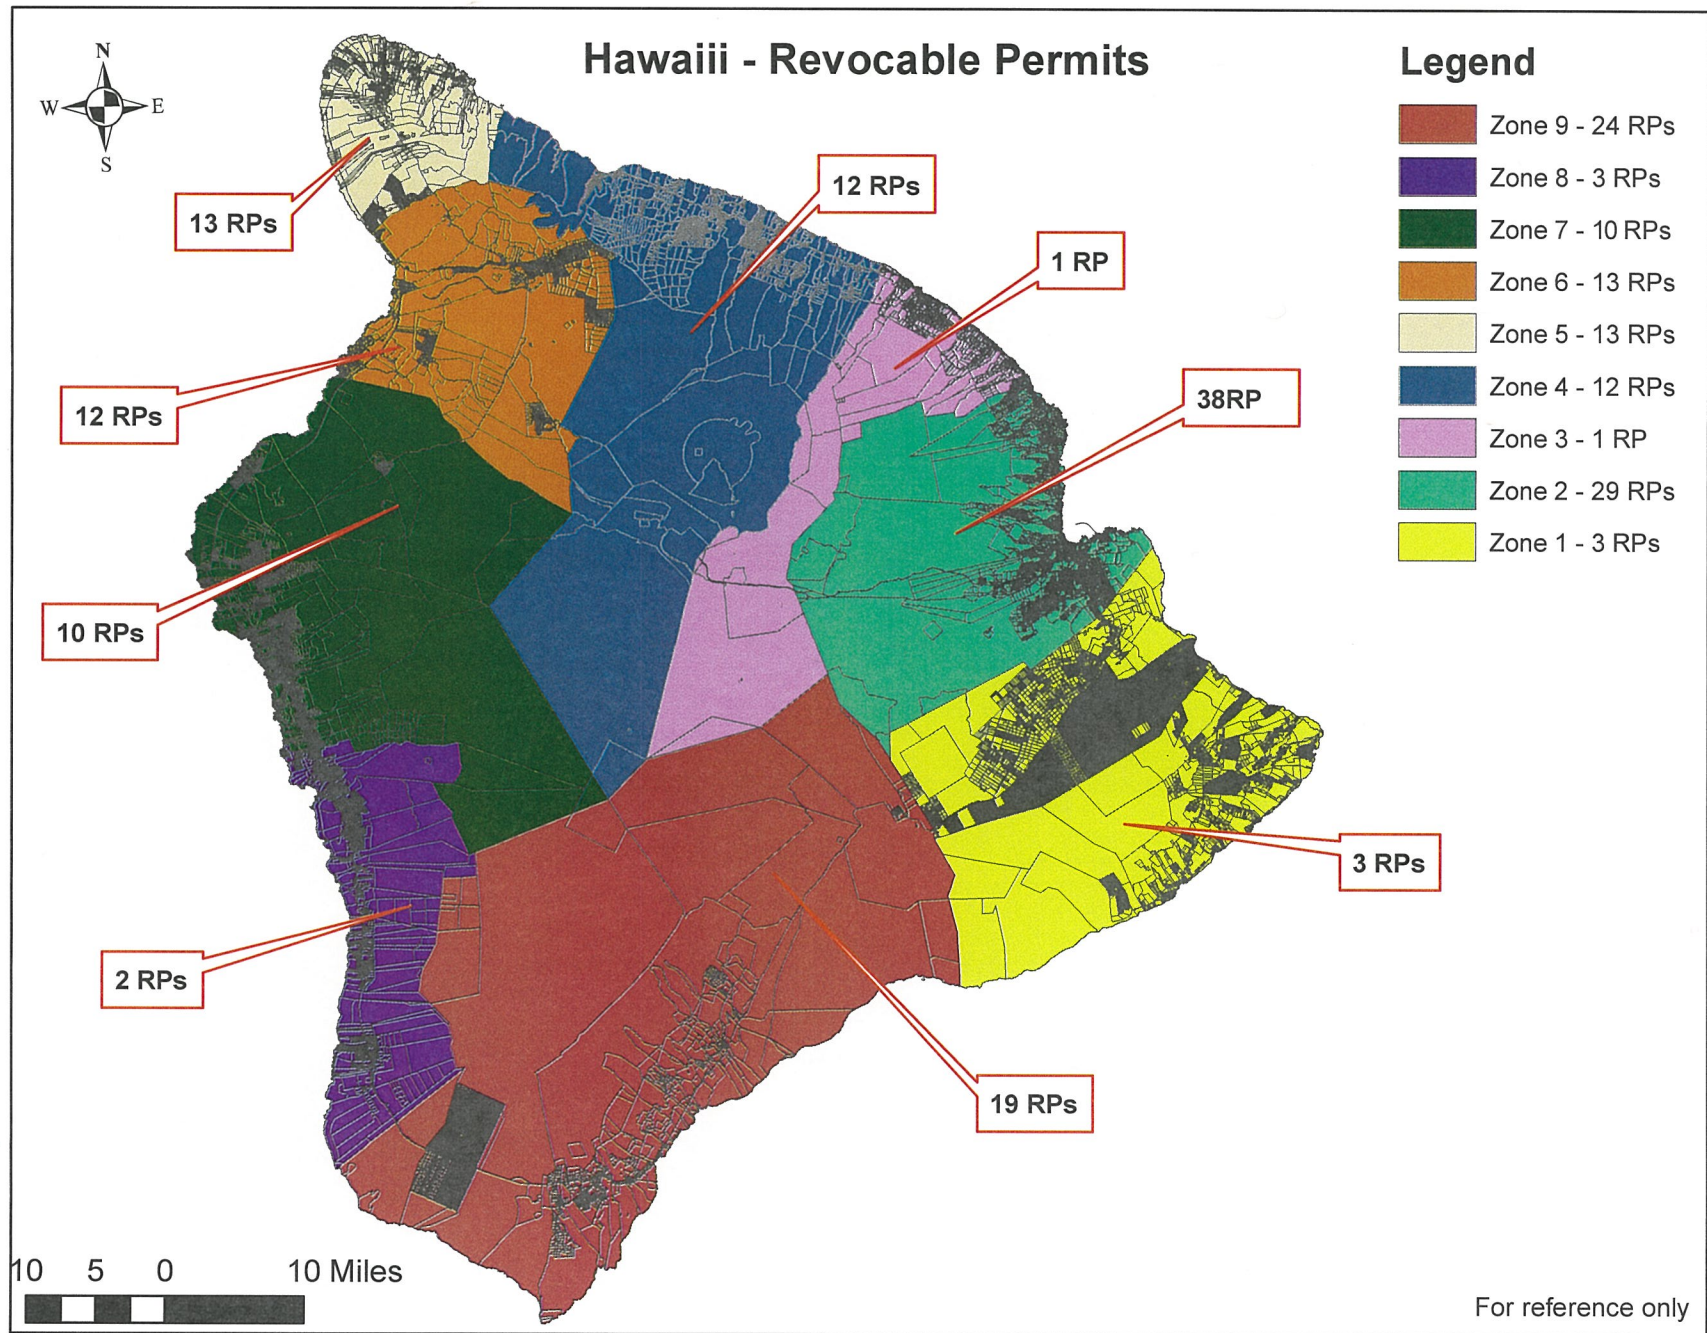 Hawaiii - Revocable Permits
N
W
E
S
Legend
Zone 9 - 24 RPs
Zone 8 - 3 RPs
Zone 7 - 10 RPs
Zone 6 - 13 RPs
Zone 5 - 13 RPs
Zone 4 - 12 RPs
Zone 3 - 1 RP
Zone 2 - 29 RPs
Zone 1 - 3 RPs
13 RPs
12 RPs
1 RP
12 RPs
38RP
10 RPs
3 RPs
2 RPs
19 RPs
10 5 0 10 Miles
For reference only